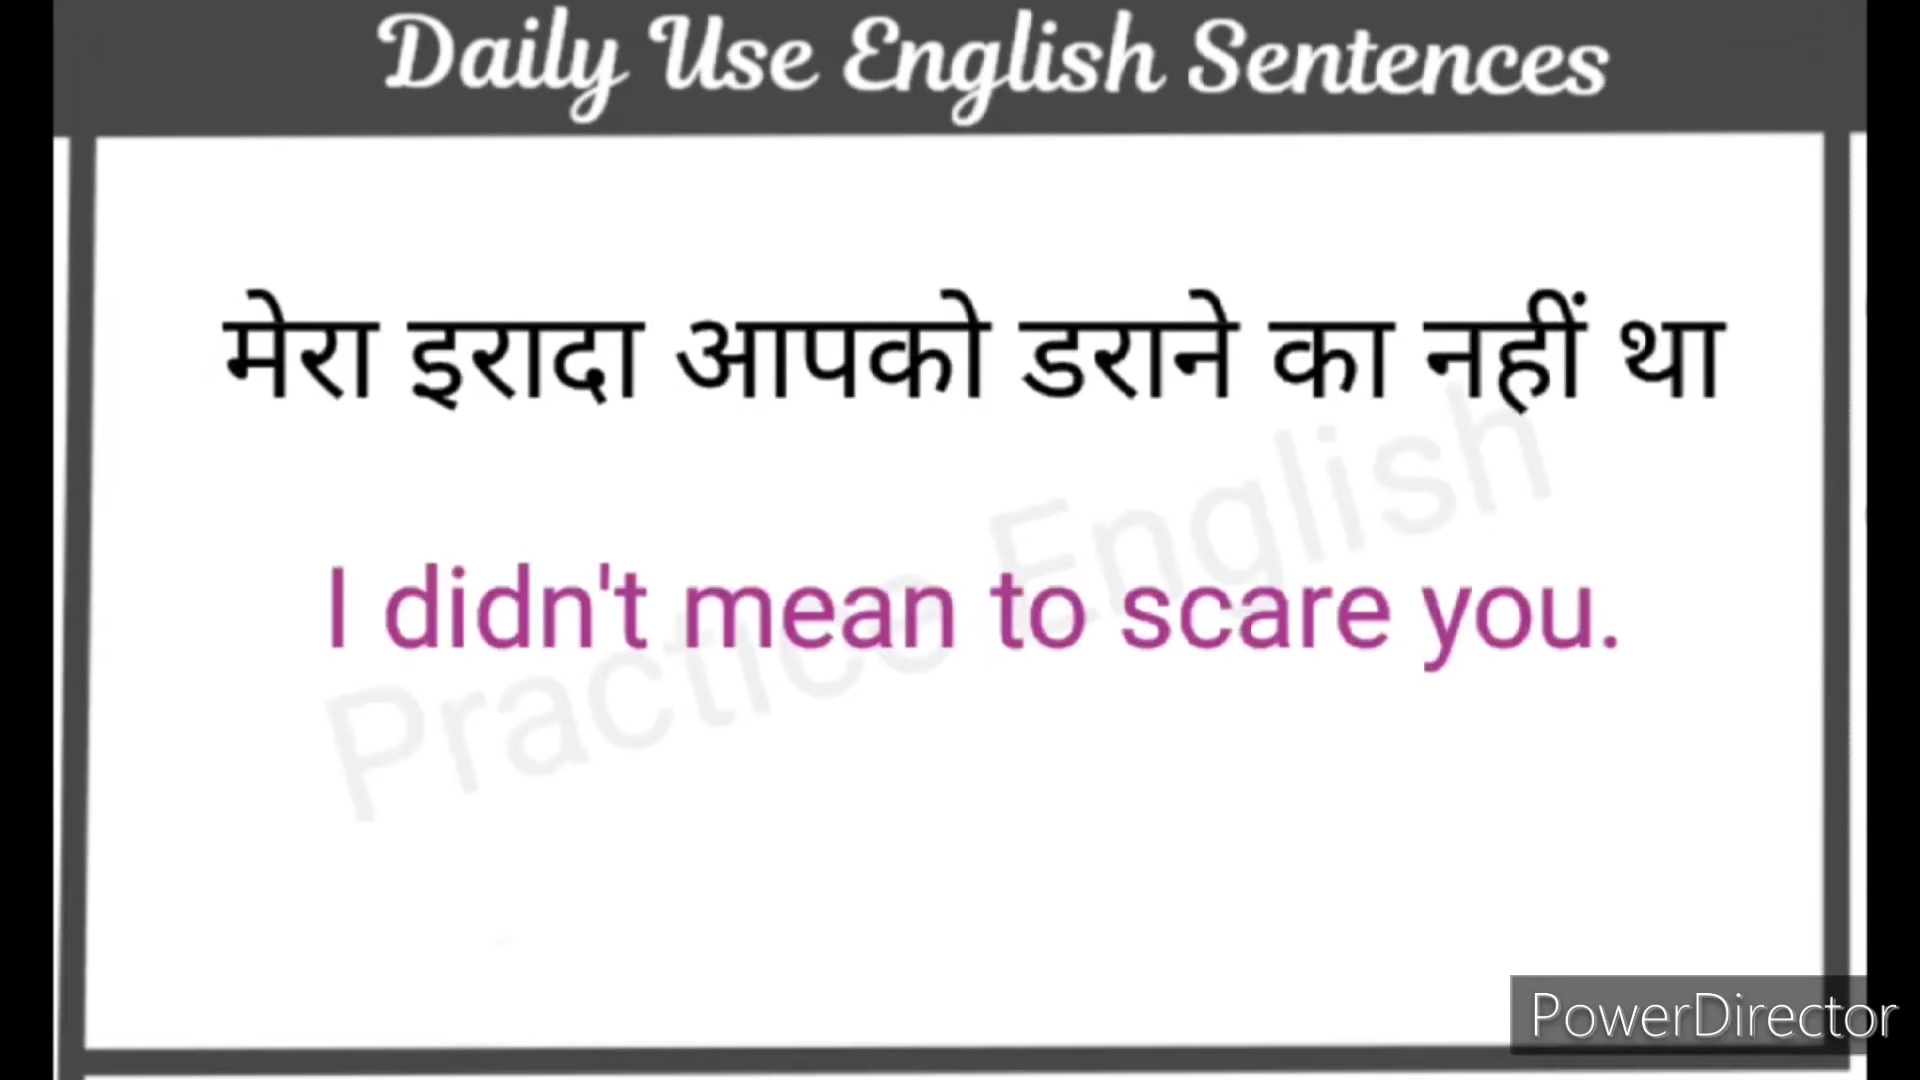 Daily Use English Sentences
मेरा इरादा आपको डराने का नहीं था
I didn't mean to scare you.
Practice English
PowerDirector